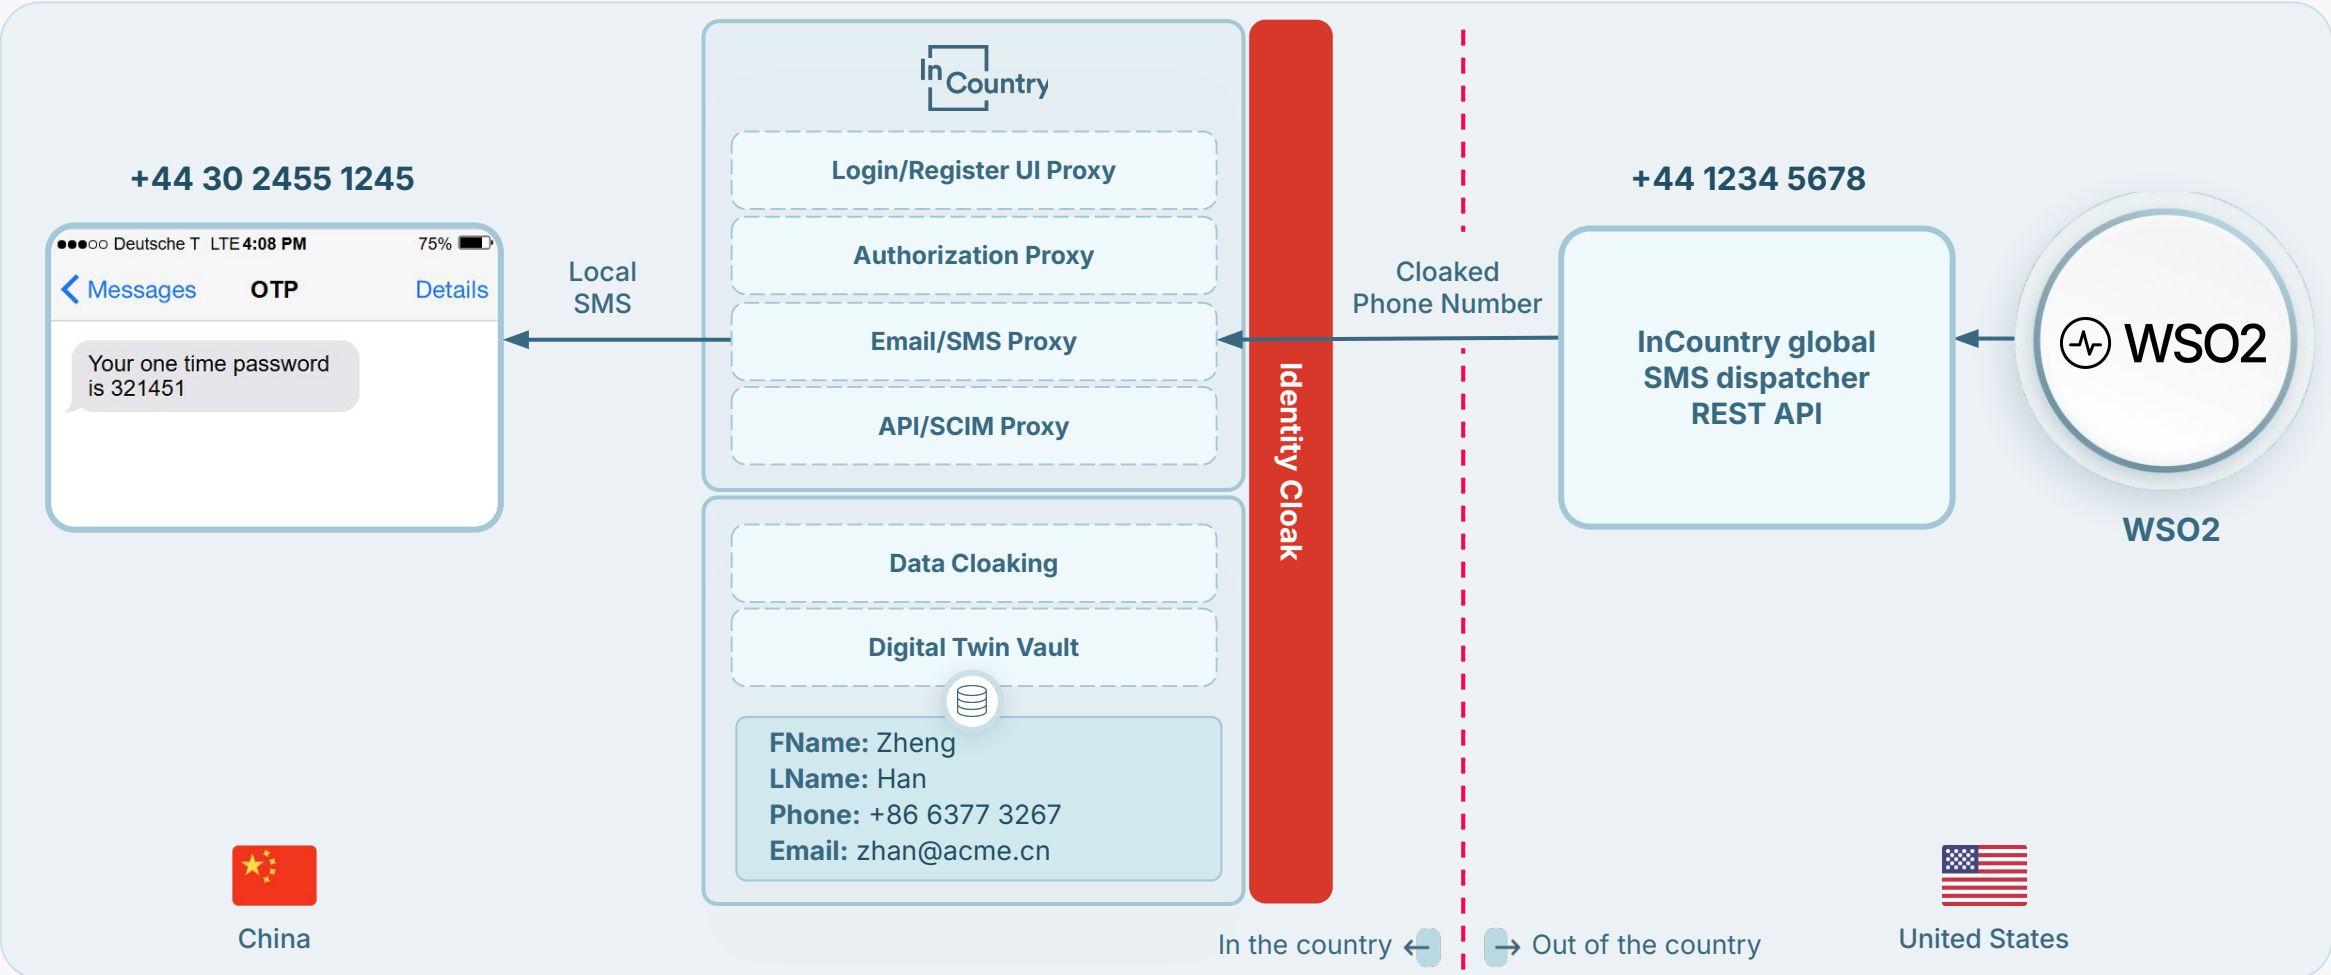 +44 30 2455 1245
Deutsche T LTE 4:08 PM 75%
Messages OTP Details
Your one time password
is 321451
China
Local
SMS
In Country
Login/Register UI Proxy
Authorization Proxy
Email/SMS Proxy
API/SCIM Proxy
Data Cloaking
Digital Twin Vault
FName: Zheng
LName: Han
Phone: +86 6377 3267
Email: zhan@acme.cn
Identity Cloak
Cloaked
Phone Number
In the country
Out of the country
+44 1234 5678
InCountry global
SMS dispatcher
REST API
WSO2
WSO2
United States